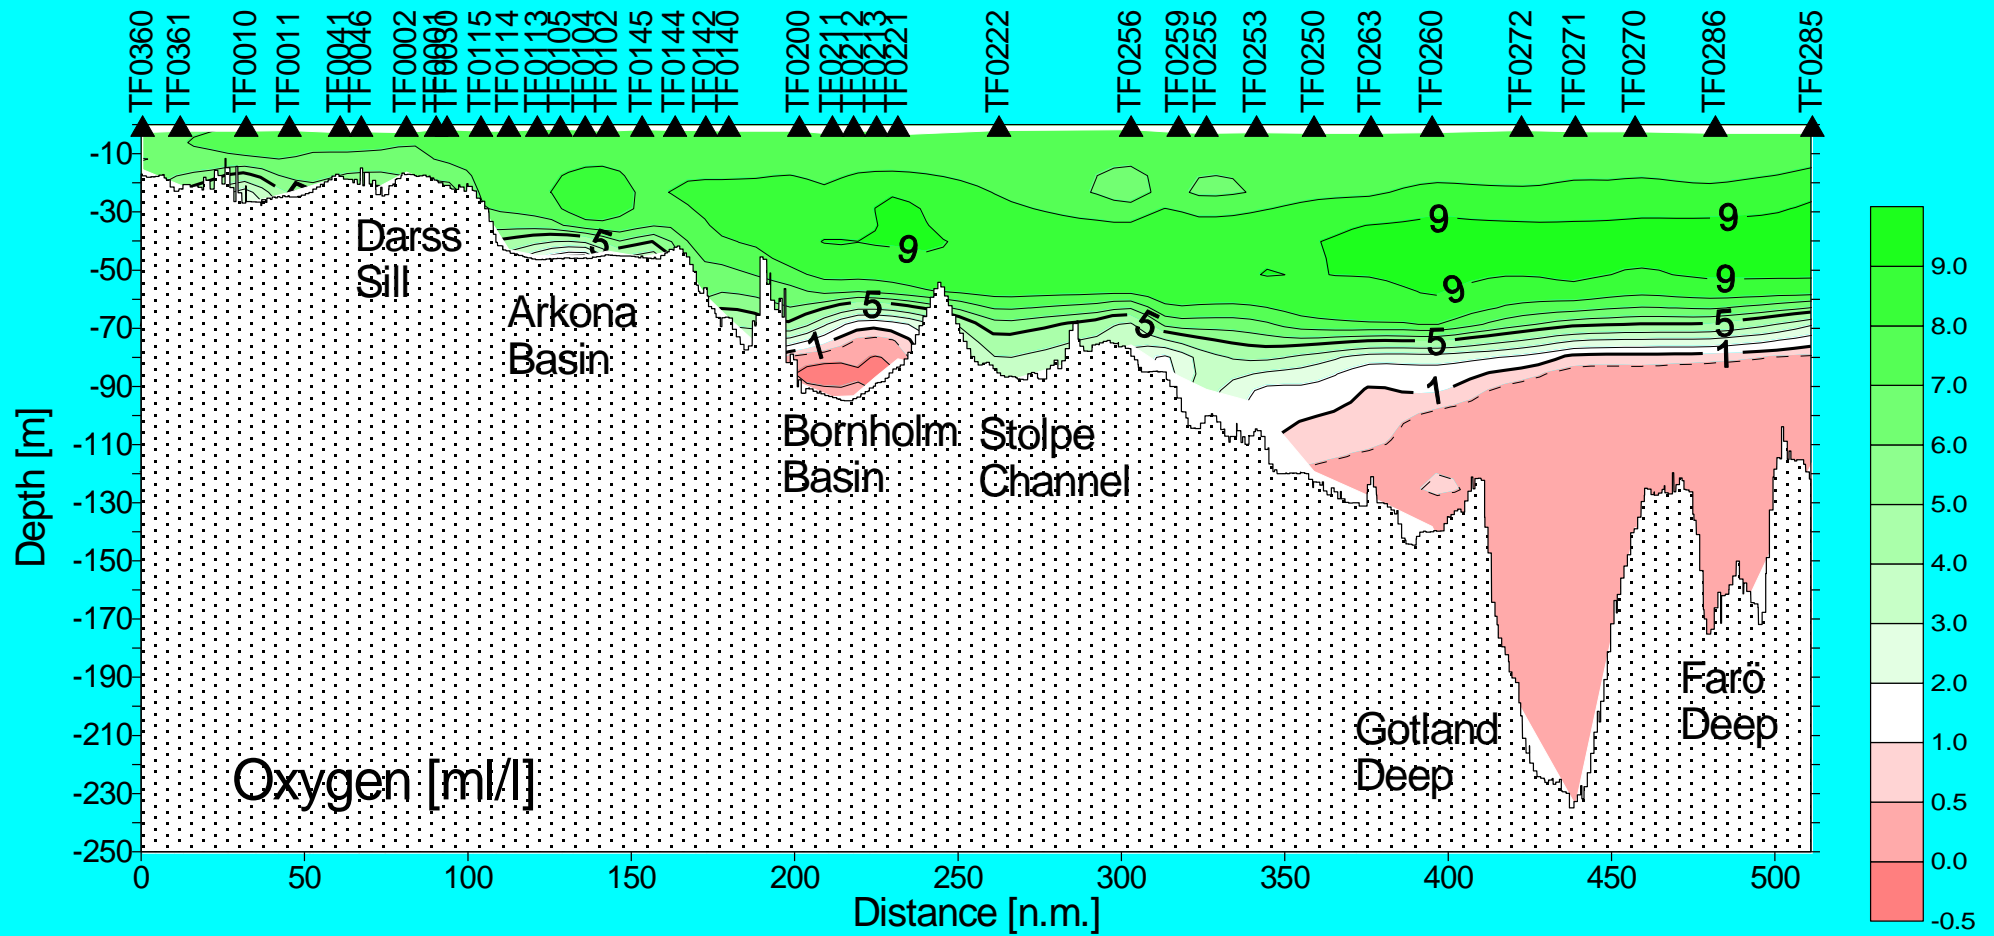 TF0360
TF0361
TF0010
TF0011
TF0041
TF0046
TF0002
TF0001
TF0030
TF0115
TF0114
TF0113
TF0105
TF0104
TF0102
TF0145
TF0144
TF0142
TF0140
TF0200
TF0211
TF0212
TF0213
TF0221
TF0222
TF0256
TF0259
TF0255
TF0253
TF0250
TF0263
TF0260
TF0272
TF0271
TF0270
TF0286
TF0285
-10
-30
-50
-70
-90
-110
-130
-150
-170
-190
-210
-230
-250
Depth [m]
5
9
9
9
9
9
5
5
5
5
1
1
1
Darss
Sill
Arkona
Basin
Bornholm
Basin
Stolpe
Channel
Gotland
Deep
Farö
Deep
Oxygen [ml/l]
0
50
100
150
200
250
300
350
400
450
500
Distance [n.m.]
9.0
8.0
7.0
6.0
5.0
4.0
3.0
2.0
1.0
0.5
0.0
-0.5